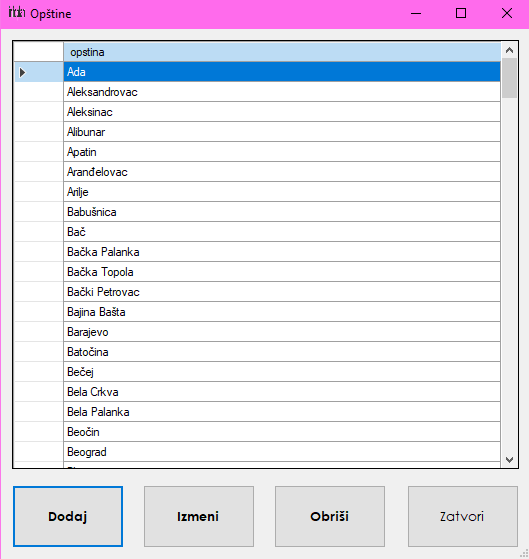 Opštine
opstina
Ada
Aleksandrovac
Aleksinac
Alibunar
Apatin
Aranđelovac
Arilje
Babušnica
Bač
Bačka Palanka
Bačka Topola
Bački Petrovac
Bajina Bašta
Barajevo
Batočina
Bečej
Bela Crkva
Bela Palanka
Beočin
Beograd
Dodaj Izmeni Obriši Zatvori